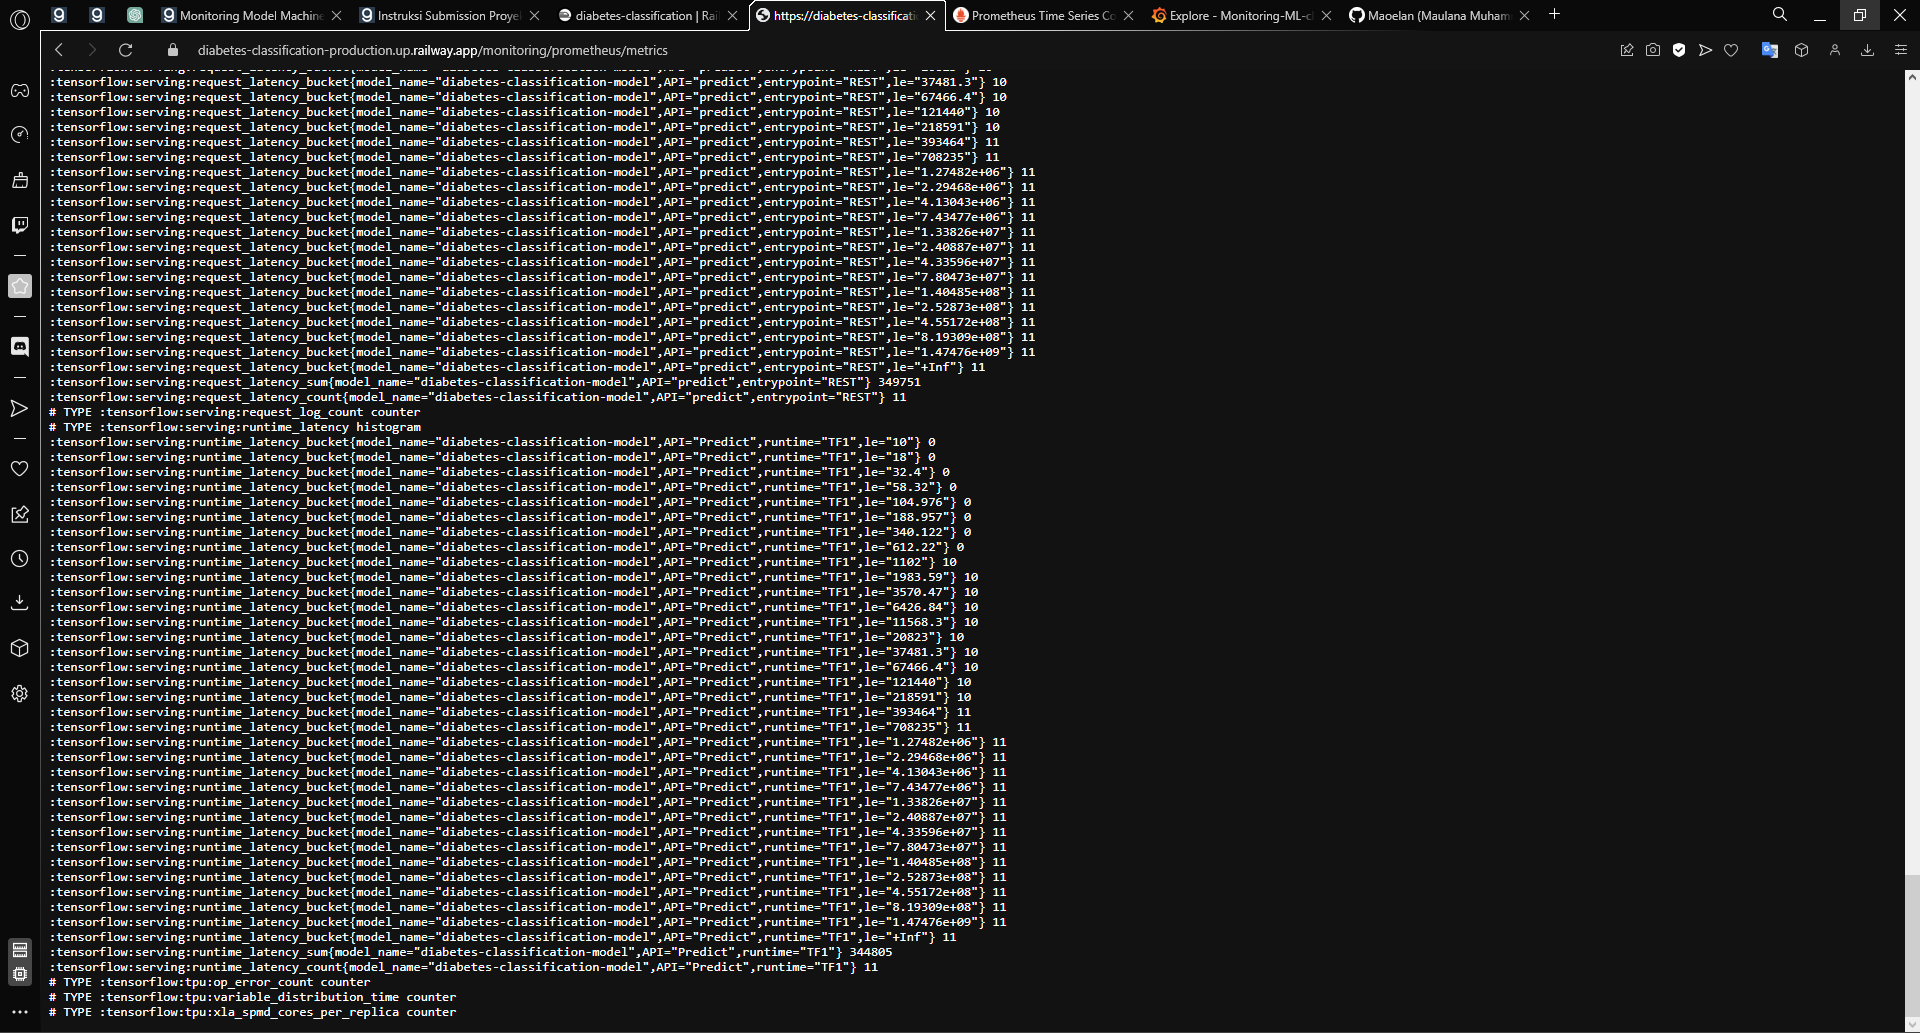 Monitoring Model Machine
Instruksi Submission Proye
diabetes-classification | Rai
https://diabetes-classificatio
Prometheus Time Series Co
Explore - Monitoring-ML-c
Maoelan (Maulana Muham
diabetes-classification-production.up.railway.app/monitoring/prometheus/metrics
:tensorflow:serving:request_latency_bucket{model_name="diabetes-classification-model",API="predict",entrypoint="REST",le="37481.3"} 10
:tensorflow:serving:request_latency_bucket{model_name="diabetes-classification-model",API="predict",entrypoint="REST",le="67466.4"} 10
:tensorflow:serving:request_latency_bucket{model_name="diabetes-classification-model",API="predict",entrypoint="REST",le="121440"} 10
:tensorflow:serving:request_latency_bucket{model_name="diabetes-classification-model",API="predict",entrypoint="REST",le="218591"} 10
:tensorflow:serving:request_latency_bucket{model_name="diabetes-classification-model",API="predict",entrypoint="REST",le="393464"} 11
:tensorflow:serving:request_latency_bucket{model_name="diabetes-classification-model",API="predict",entrypoint="REST",le="708235"} 11
:tensorflow:serving:request_latency_bucket{model_name="diabetes-classification-model",API="predict",entrypoint="REST",le="1.27482e+06"} 11
:tensorflow:serving:request_latency_bucket{model_name="diabetes-classification-model",API="predict",entrypoint="REST",le="2.29468e+06"} 11
:tensorflow:serving:request_latency_bucket{model_name="diabetes-classification-model",API="predict",entrypoint="REST",le="4.13043e+06"} 11
:tensorflow:serving:request_latency_bucket{model_name="diabetes-classification-model",API="predict",entrypoint="REST",le="7.43477e+06"} 11
:tensorflow:serving:request_latency_bucket{model_name="diabetes-classification-model",API="predict",entrypoint="REST",le="1.33826e+07"} 11
:tensorflow:serving:request_latency_bucket{model_name="diabetes-classification-model",API="predict",entrypoint="REST",le="2.40887e+07"} 11
:tensorflow:serving:request_latency_bucket{model_name="diabetes-classification-model",API="predict",entrypoint="REST",le="4.33596e+07"} 11
:tensorflow:serving:request_latency_bucket{model_name="diabetes-classification-model",API="predict",entrypoint="REST",le="7.80473e+07"} 11
:tensorflow:serving:request_latency_bucket{model_name="diabetes-classification-model",API="predict",entrypoint="REST",le="1.40485e+08"} 11
:tensorflow:serving:request_latency_bucket{model_name="diabetes-classification-model",API="predict",entrypoint="REST",le="2.52873e+08"} 11
:tensorflow:serving:request_latency_bucket{model_name="diabetes-classification-model",API="predict",entrypoint="REST",le="4.55172e+08"} 11
:tensorflow:serving:request_latency_bucket{model_name="diabetes-classification-model",API="predict",entrypoint="REST",le="8.19309e+08"} 11
:tensorflow:serving:request_latency_bucket{model_name="diabetes-classification-model",API="predict",entrypoint="REST",le="1.47476e+09"} 11
:tensorflow:serving:request_latency_bucket{model_name="diabetes-classification-model",API="predict",entrypoint="REST",le="+Inf"} 11
:tensorflow:serving:request_latency_sum{model_name="diabetes-classification-model",API="predict",entrypoint="REST"} 349751
:tensorflow:serving:request_latency_count{model_name="diabetes-classification-model",API="predict",entrypoint="REST"} 11
# TYPE :tensorflow:serving:request_log_count counter
# TYPE :tensorflow:serving:runtime_latency histogram
:tensorflow:serving:runtime_latency_bucket{model_name="diabetes-classification-model",API="Predict",runtime="TF1",le="10"} 0
:tensorflow:serving:runtime_latency_bucket{model_name="diabetes-classification-model",API="Predict",runtime="TF1",le="18"} 0
:tensorflow:serving:runtime_latency_bucket{model_name="diabetes-classification-model",API="Predict",runtime="TF1",le="32.4"} 0
:tensorflow:serving:runtime_latency_bucket{model_name="diabetes-classification-model",API="Predict",runtime="TF1",le="58.32"} 0
:tensorflow:serving:runtime_latency_bucket{model_name="diabetes-classification-model",API="Predict",runtime="TF1",le="104.976"} 0
:tensorflow:serving:runtime_latency_bucket{model_name="diabetes-classification-model",API="Predict",runtime="TF1",le="188.957"} 0
:tensorflow:serving:runtime_latency_bucket{model_name="diabetes-classification-model",API="Predict",runtime="TF1",le="340.122"} 0
:tensorflow:serving:runtime_latency_bucket{model_name="diabetes-classification-model",API="Predict",runtime="TF1",le="612.22"} 0
:tensorflow:serving:runtime_latency_bucket{model_name="diabetes-classification-model",API="Predict",runtime="TF1",le="1102"} 10
:tensorflow:serving:runtime_latency_bucket{model_name="diabetes-classification-model",API="Predict",runtime="TF1",le="1983.59"} 10
:tensorflow:serving:runtime_latency_bucket{model_name="diabetes-classification-model",API="Predict",runtime="TF1",le="3570.47"} 10
:tensorflow:serving:runtime_latency_bucket{model_name="diabetes-classification-model",API="Predict",runtime="TF1",le="6426.84"} 10
:tensorflow:serving:runtime_latency_bucket{model_name="diabetes-classification-model",API="Predict",runtime="TF1",le="11568.3"} 10
:tensorflow:serving:runtime_latency_bucket{model_name="diabetes-classification-model",API="Predict",runtime="TF1",le="20823"} 10
:tensorflow:serving:runtime_latency_bucket{model_name="diabetes-classification-model",API="Predict",runtime="TF1",le="37481.3"} 10
:tensorflow:serving:runtime_latency_bucket{model_name="diabetes-classification-model",API="Predict",runtime="TF1",le="67466.4"} 10
:tensorflow:serving:runtime_latency_bucket{model_name="diabetes-classification-model",API="Predict",runtime="TF1",le="121440"} 10
:tensorflow:serving:runtime_latency_bucket{model_name="diabetes-classification-model",API="Predict",runtime="TF1",le="218591"} 10
:tensorflow:serving:runtime_latency_bucket{model_name="diabetes-classification-model",API="Predict",runtime="TF1",le="393464"} 11
:tensorflow:serving:runtime_latency_bucket{model_name="diabetes-classification-model",API="Predict",runtime="TF1",le="708235"} 11
:tensorflow:serving:runtime_latency_bucket{model_name="diabetes-classification-model",API="Predict",runtime="TF1",le="1.27482e+06"} 11
:tensorflow:serving:runtime_latency_bucket{model_name="diabetes-classification-model",API="Predict",runtime="TF1",le="2.29468e+06"} 11
:tensorflow:serving:runtime_latency_bucket{model_name="diabetes-classification-model",API="Predict",runtime="TF1",le="4.13043e+06"} 11
:tensorflow:serving:runtime_latency_bucket{model_name="diabetes-classification-model",API="Predict",runtime="TF1",le="7.43477e+06"} 11
:tensorflow:serving:runtime_latency_bucket{model_name="diabetes-classification-model",API="Predict",runtime="TF1",le="1.33826e+07"} 11
:tensorflow:serving:runtime_latency_bucket{model_name="diabetes-classification-model",API="Predict",runtime="TF1",le="2.40887e+07"} 11
:tensorflow:serving:runtime_latency_bucket{model_name="diabetes-classification-model",API="Predict",runtime="TF1",le="4.33596e+07"} 11
:tensorflow:serving:runtime_latency_bucket{model_name="diabetes-classification-model",API="Predict",runtime="TF1",le="7.80473e+07"} 11
:tensorflow:serving:runtime_latency_bucket{model_name="diabetes-classification-model",API="Predict",runtime="TF1",le="1.40485e+08"} 11
:tensorflow:serving:runtime_latency_bucket{model_name="diabetes-classification-model",API="Predict",runtime="TF1",le="2.52873e+08"} 11
:tensorflow:serving:runtime_latency_bucket{model_name="diabetes-classification-model",API="Predict",runtime="TF1",le="4.55172e+08"} 11
:tensorflow:serving:runtime_latency_bucket{model_name="diabetes-classification-model",API="Predict",runtime="TF1",le="8.19309e+08"} 11
:tensorflow:serving:runtime_latency_bucket{model_name="diabetes-classification-model",API="Predict",runtime="TF1",le="1.47476e+09"} 11
:tensorflow:serving:runtime_latency_bucket{model_name="diabetes-classification-model",API="Predict",runtime="TF1",le="+Inf"} 11
:tensorflow:serving:runtime_latency_sum{model_name="diabetes-classification-model",API="Predict",runtime="TF1"} 344805
:tensorflow:serving:runtime_latency_count{model_name="diabetes-classification-model",API="Predict",runtime="TF1"} 11
# TYPE :tensorflow:tpu:op_error_count counter
# TYPE :tensorflow:tpu:variable_distribution_time counter
# TYPE :tensorflow:tpu:xla_spmd_cores_per_replica counter